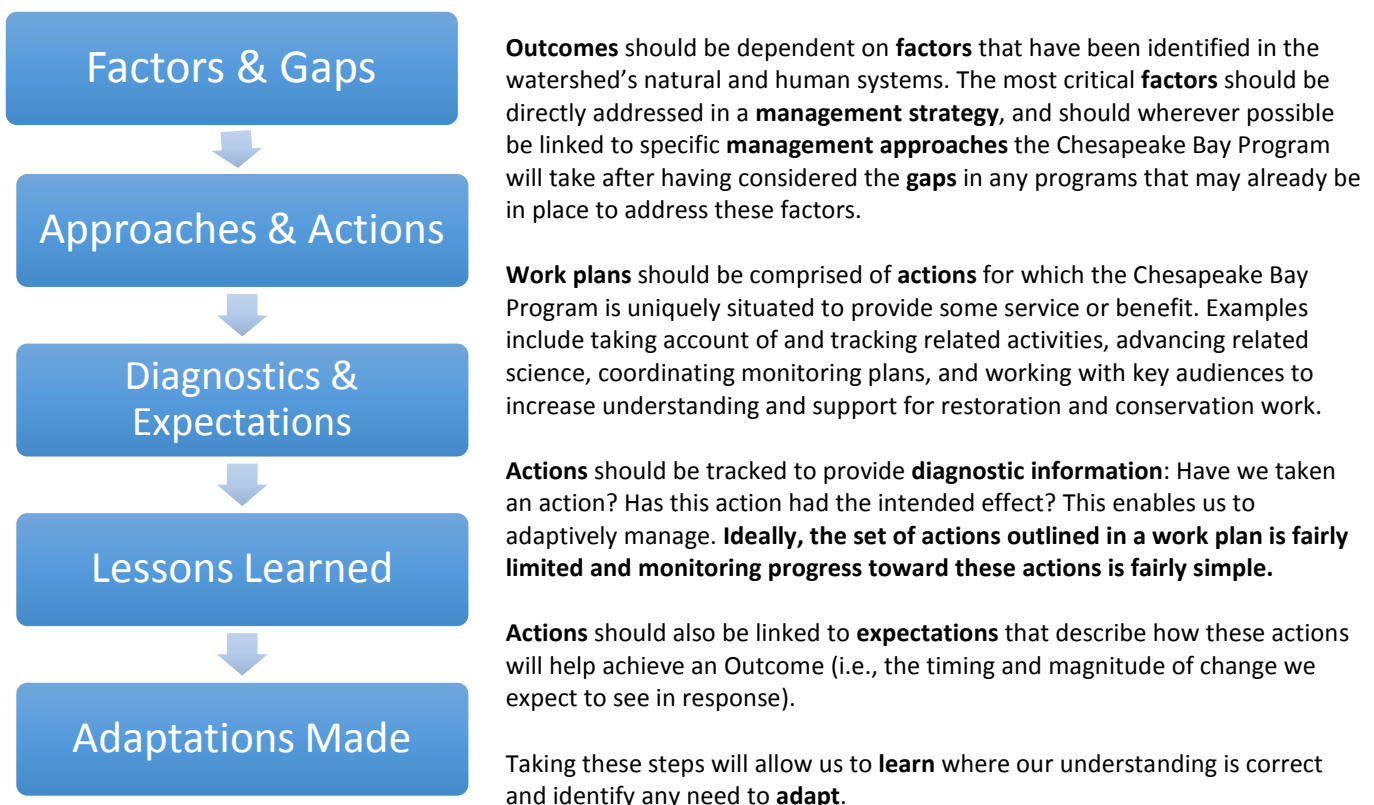 Factors & Gaps
Approaches & Actions
Diagnostics &
Expectations
Lessons Learned
Adaptations Made
Outcomes should be dependent on factors that have been identified in the
watershed’s natural and human systems. The most critical factors should be
directly addressed in a management strategy, and should wherever possible
be linked to specific management approaches the Chesapeake Bay Program
will take after having considered the gaps in any programs that may already be
in place to address these factors.
Work plans should be comprised of actions for which the Chesapeake Bay
Program is uniquely situated to provide some service or benefit. Examples
include taking account of and tracking related activities, advancing related
science, coordinating monitoring plans, and working with key audiences to
increase understanding and support for restoration and conservation work.
Actions should be tracked to provide diagnostic information: Have we taken
an action? Has this action had the intended effect? This enables us to
adaptively manage. Ideally, the set of actions outlined in a work plan is fairly
limited and monitoring progress toward these actions is fairly simple.
Actions should also be linked to expectations that describe how these actions
will help achieve an Outcome (i.e., the timing and magnitude of change we
expect to see in response).
Taking these steps will allow us to learn where our understanding is correct
and identify any need to adapt.